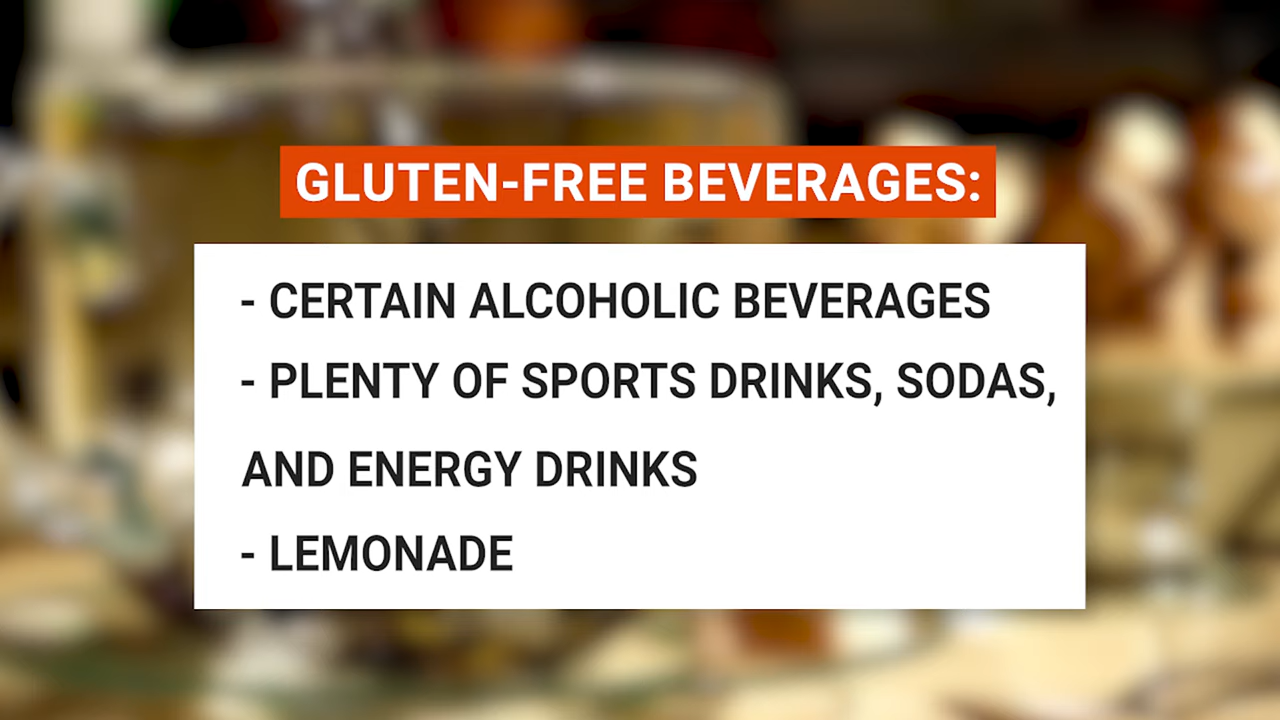 GLUTEN-FREE BEVERAGES:
- CERTAIN ALCOHOLIC BEVERAGES
- PLENTY OF SPORTS DRINKS, SODAS,
AND ENERGY DRINKS
- LEMONADE